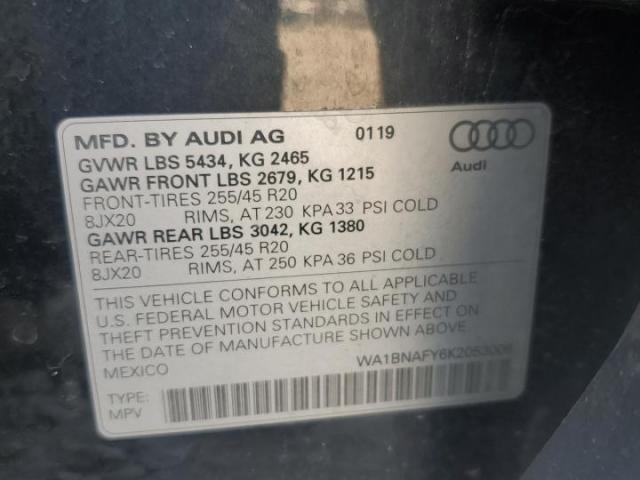 MFD. BY AUDI AG 0119
GVWR LBS 5434, KG 2465
Audi
GAWR FRONT LBS 2679, KG 1215
FRONT-TIRES 255/45 R20
8JX20 RIMS, AT 230 KPA 33 PSI COLD
GAWR REAR LBS 3042, KG 1380
REAR-TIRES 255/45 R20
8JX20 RIMS, AT 250 KPA 36 PSI COLD
THIS VEHICLE CONFORMS TO ALL APPLICABLE
U.S. FEDERAL MOTOR VEHICLE SAFETY AND
THEFT PREVENTION STANDARDS IN EFFECT ON
THE DATE OF MANUFACTURE SHOWN ABOVE.
MEXICO
TYPE:
MPV